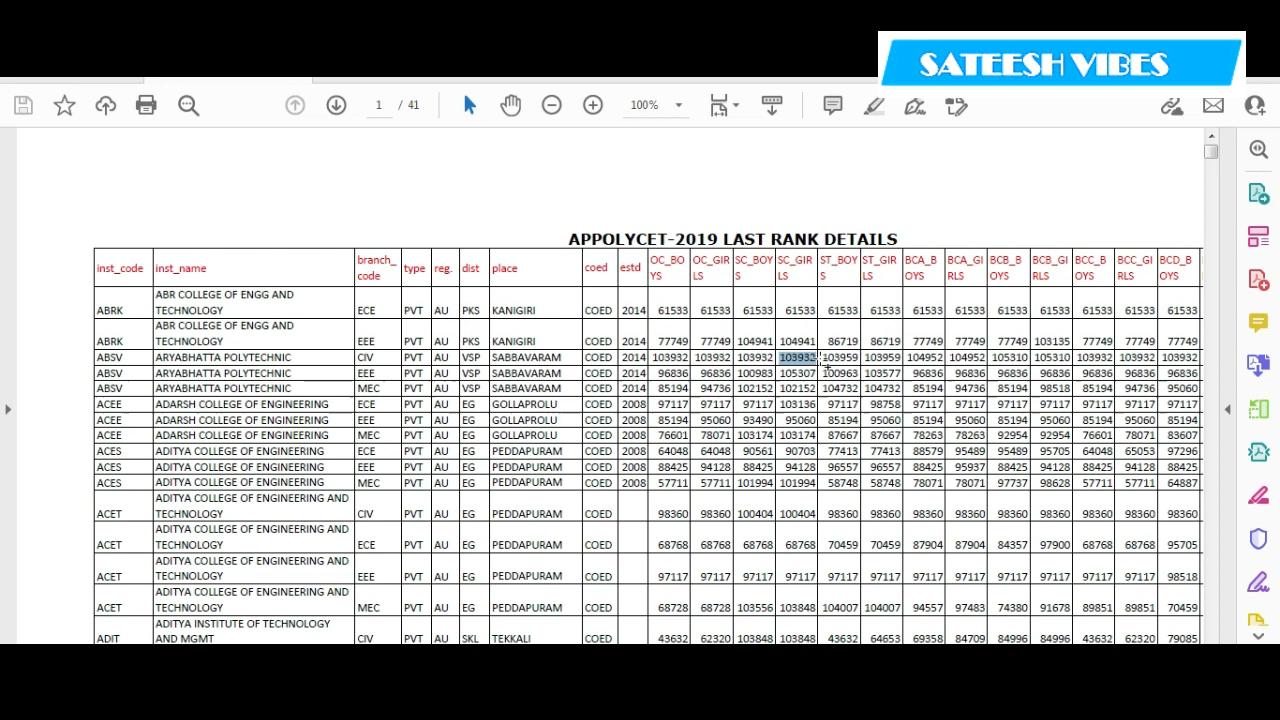 SATEESH VIBES
1 / 41 100%
APPOLYCET-2019 LAST RANK DETAILS
inst_code inst_name branch_code type reg. dist place coed estd OC_BOYS OC_GIRLS SC_BOYS SC_GIRLS ST_BOYS ST_GIRLS BCA_BOYS BCA_GIRLS BCB_BOYS BCB_GIRLS BCC_BOYS BCC_GIRLS BCD_BOYS
ABRK ABR COLLEGE OF ENGG AND TECHNOLOGY ECE PVT AU PKS KANIGIRI COED 2014 61533 61533 61533 61533 61533 61533 61533 61533 61533 61533 61533 61533 61533
ABRK ABR COLLEGE OF ENGG AND TECHNOLOGY EEE PVT AU PKS KANIGIRI COED 2014 77749 77749 104941 104941 86719 86719 77749 77749 77749 103135 77749 77749 77749
ABSV ARYABHATTA POLYTECHNIC CIV PVT AU VSP SABBAVARAM COED 2014 103932 103932 103932 103932 103959 103959 104952 104952 105310 105310 103932 103932 103932
ABSV ARYABHATTA POLYTECHNIC EEE PVT AU VSP SABBAVARAM COED 2014 96836 96836 100983 105307 100963 103577 96836 96836 96836 96836 96836 96836 96836
ABSV ARYABHATTA POLYTECHNIC MEC PVT AU VSP SABBAVARAM COED 2014 85194 94736 102152 102152 104732 104732 85194 94736 85194 98518 85194 94736 95060
ACEE ADARSH COLLEGE OF ENGINEERING ECE PVT AU EG GOLLAPROLU COED 2008 97117 97117 97117 103136 97117 98758 97117 97117 97117 97117 97117 97117 97117
ACEE ADARSH COLLEGE OF ENGINEERING EEE PVT AU EG GOLLAPROLU COED 2008 85194 95060 93490 95060 85194 95060 85194 95060 85194 95060 85194 95060 85194
ACEE ADARSH COLLEGE OF ENGINEERING MEC PVT AU EG GOLLAPROLU COED 2008 76601 78071 103174 103174 87667 87667 78263 78263 92954 92954 76601 78071 83607
ACES ADITYA COLLEGE OF ENGINEERING ECE PVT AU EG PEDDAPURAM COED 2008 64048 64048 90561 90703 77413 77413 88579 95489 95489 95705 64048 65053 97296
ACES ADITYA COLLEGE OF ENGINEERING EEE PVT AU EG PEDDAPURAM COED 2008 88425 94128 88425 94128 96557 96557 88425 95937 88425 94128 88425 94128 88425
ACES ADITYA COLLEGE OF ENGINEERING MEC PVT AU EG PEDDAPURAM COED 2008 57711 57711 101994 101994 58748 58748 78071 78071 97737 98628 57711 57711 64887
ACET ADITYA COLLEGE OF ENGINEERING AND TECHNOLOGY CIV PVT AU EG PEDDAPURAM COED 98360 98360 100404 100404 98360 98360 98360 98360 98360 98360 98360 98360 98360
ACET ADITYA COLLEGE OF ENGINEERING AND TECHNOLOGY ECE PVT AU EG PEDDAPURAM COED 68768 68768 68768 68768 70459 70459 87904 87904 84357 97900 68768 68768 95705
ACET ADITYA COLLEGE OF ENGINEERING AND TECHNOLOGY EEE PVT AU EG PEDDAPURAM COED 97117 97117 97117 97117 97117 97117 97117 97117 97117 97117 97117 97117 98518
ACET ADITYA COLLEGE OF ENGINEERING AND TECHNOLOGY MEC PVT AU EG PEDDAPURAM COED 68728 68728 103556 103848 104007 104007 94557 97483 74380 91678 89851 89851 70459
ADIT ADITYA INSTITUTE OF TECHNOLOGY AND MGMT CIV PVT AU SKL TEKKALI COED 43632 62320 103848 103848 43632 64653 69358 84709 84996 84996 43632 62320 79085